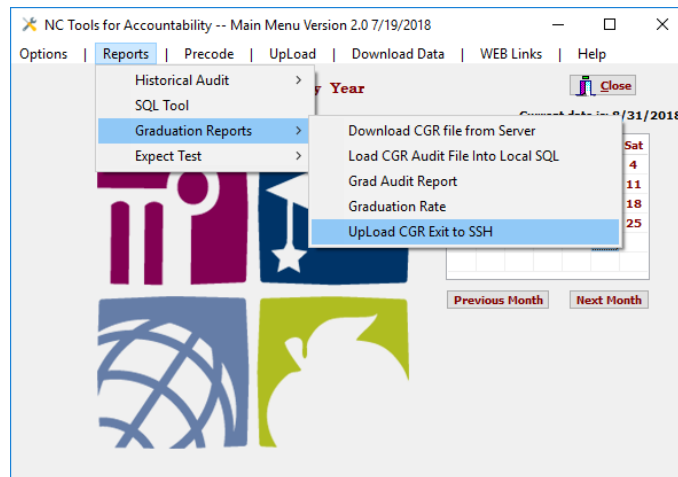 NC Tools for Accountability -- Main Menu Version 2.0 7/19/2018
Options | Reports | Precode | UpLoad | Download Data | WEB Links | Help
Historical Audit >
SQL Tool
Graduation Reports >
Expect Test >
Year
Close
8/31/2018
Download CGR file from Server
Load CGR Audit File Into Local SQL
Grad Audit Report
Graduation Rate
UpLoad CGR Exit to SSH
Sat
4
11
18
25
Previous Month Next Month